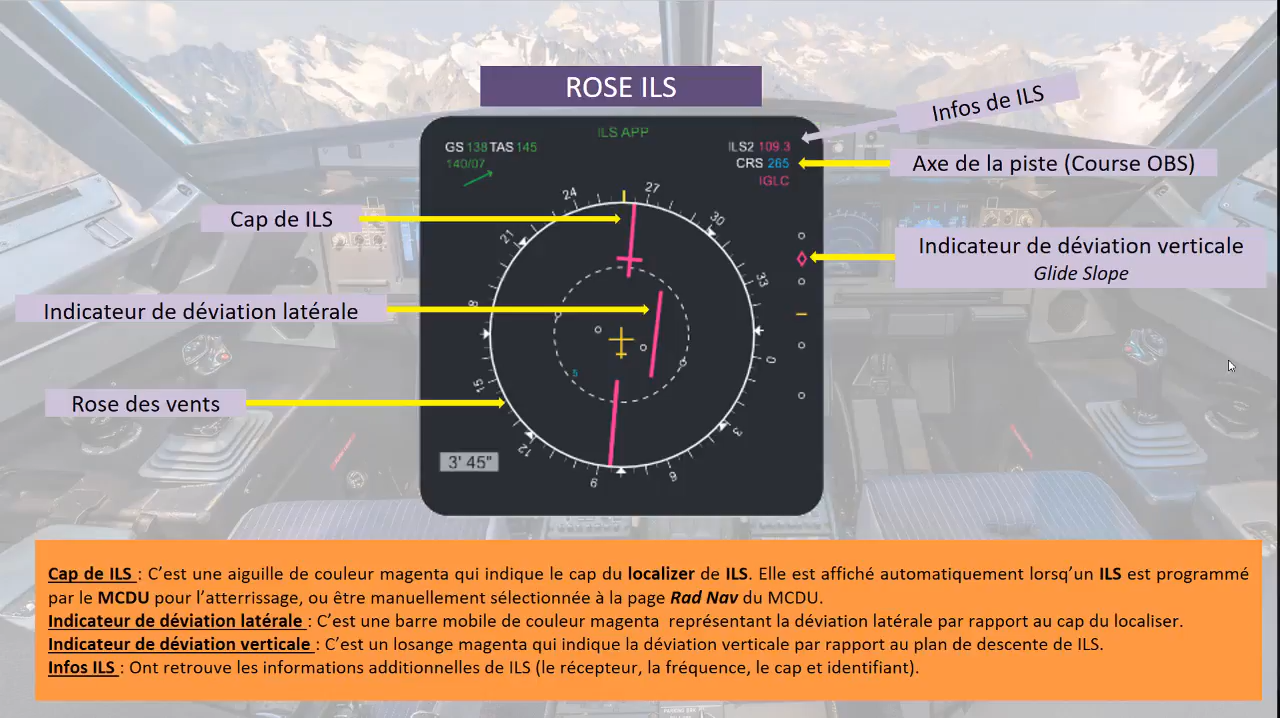 ROSE ILS
Infos de ILS
ILS APP
GS 138 TAS 145
ILS2 109.3
140/07
CRS 265
Axe de la piste (Course OBS)
IGLC
24
27
Cap de ILS
30
21
Indicateur de déviation verticale
Glide Slope
33
8
Indicateur de déviation latérale
0
5
15
Rose des vents
3
12
3' 45"
9
6
Cap de ILS : C’est une aiguille de couleur magenta qui indique le cap du localizer de ILS. Elle est affiché automatiquement lorsqu’un ILS est programmé
par le MCDU pour l’atterrissage, ou être manuellement sélectionnée à la page Rad Nav du MCDU.
Indicateur de déviation latérale : C’est une barre mobile de couleur magenta représentant la déviation latérale par rapport au cap du localiser.
Indicateur de déviation verticale : C’est un losange magenta qui indique la déviation verticale par rapport au plan de descente de ILS.
Infos ILS : Ont retrouve les informations additionnelles de ILS (le récepteur, la fréquence, le cap et identifiant).